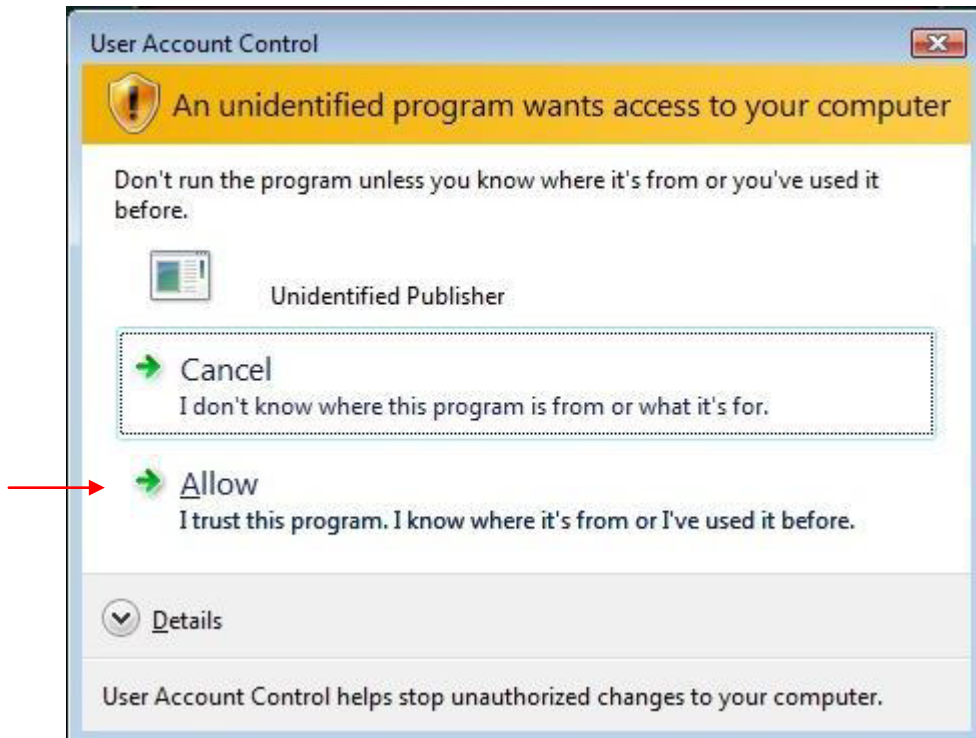 User Account Control
An unidentified program wants access to your computer
Don't run the program unless you know where it's from or you've used it
before.
Unidentified Publisher
Cancel
I don't know where this program is from or what it's for.
Allow
I trust this program. I know where it's from or I've used it before.
Details
User Account Control helps stop unauthorized changes to your computer.